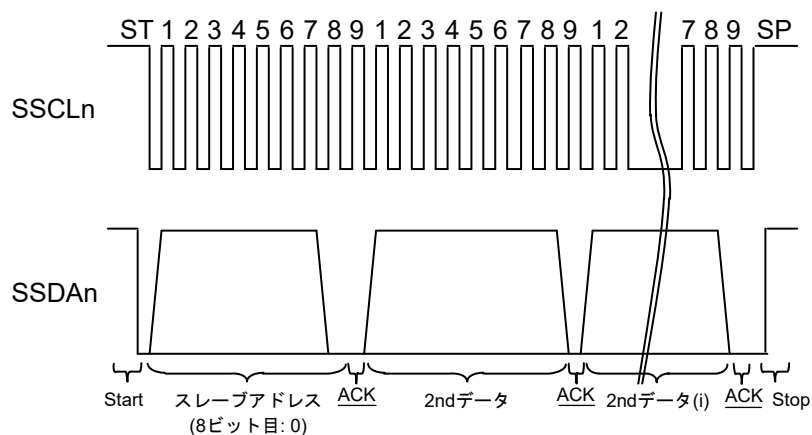 ST 1 2 3 4 5 6 7 8 9 1 2 3 4 5 6 7 8 9 1 2 7 8 9 SP
SSCLn
SSDAn
Start スレーブアドレス ACK 2ndデータ ACK 2ndデータ(i) ACK Stop
(8ビット目: 0)